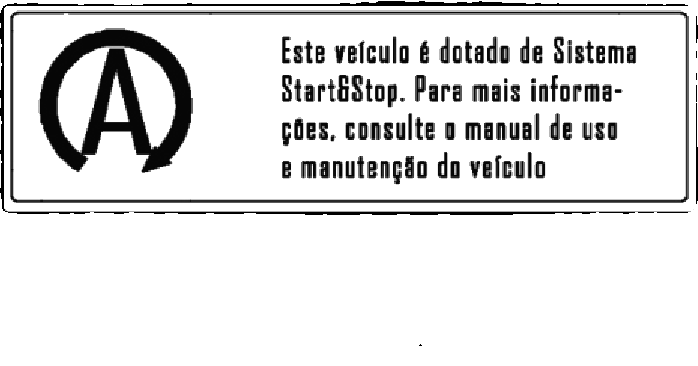 A
Este veículo é dotado de Sistema
Start&Stop. Para mais informa-
ções, consulte o manual de uso
e manutenção do veículo